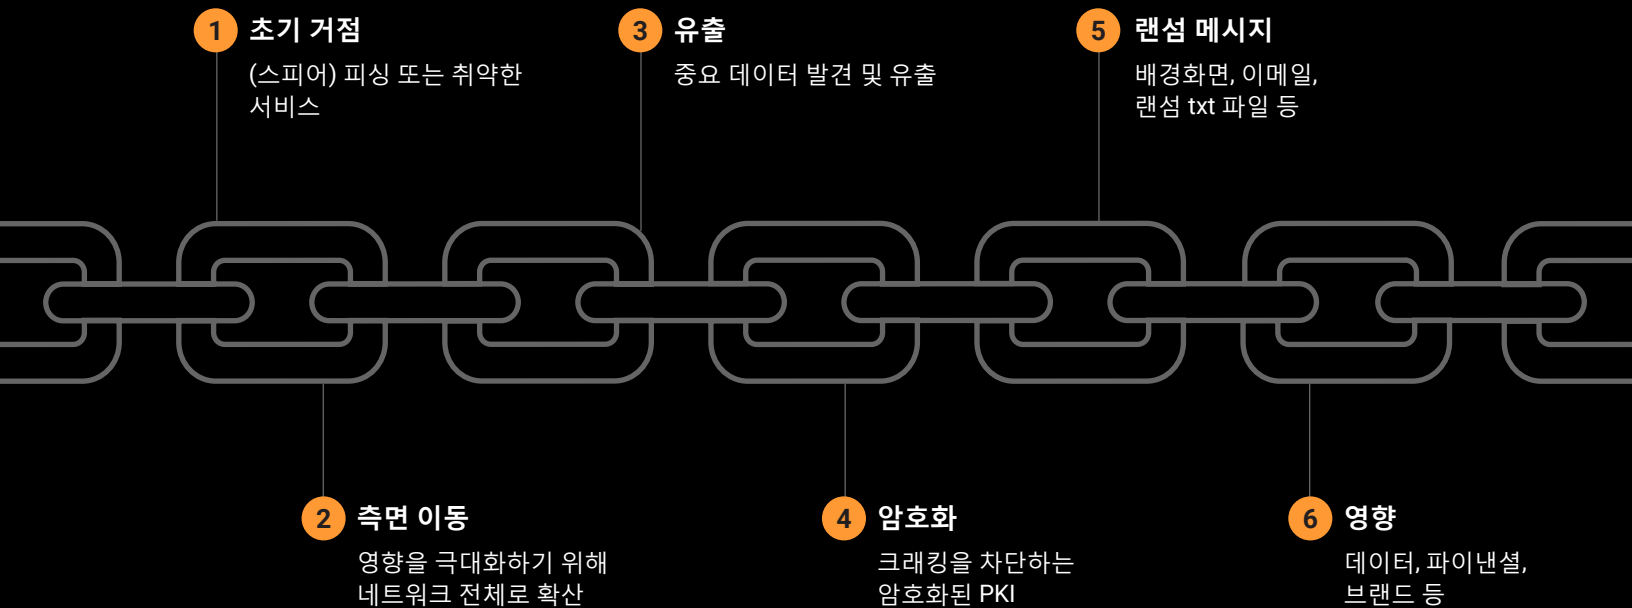 1 초기 거점
(스피어) 피싱 또는 취약한
서비스
2 측면 이동
영향을 극대화하기 위해
네트워크 전체로 확산
3 유출
중요 데이터 발견 및 유출
4 암호화
크래킹을 차단하는
암호화된 PKI
5 랜섬 메시지
배경화면, 이메일,
랜섬 txt 파일 등
6 영향
데이터, 파이낸셜,
브랜드 등